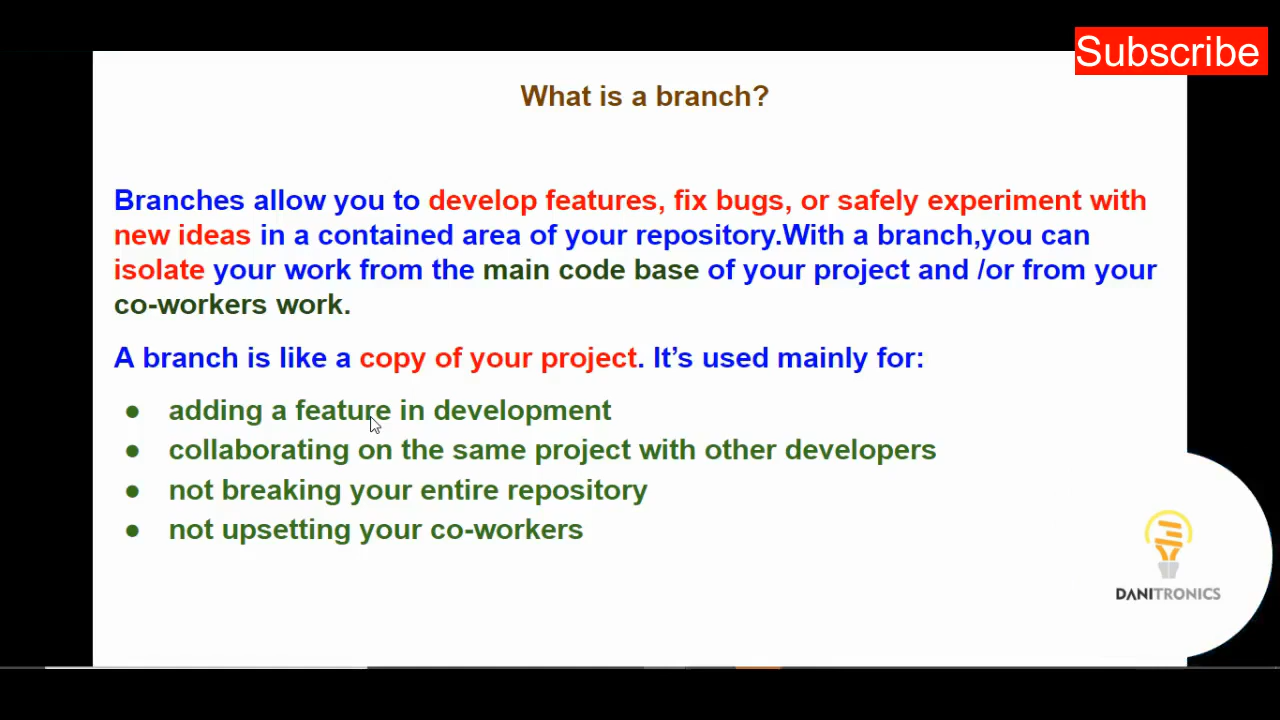 Subscribe
What is a branch?
Branches allow you to develop features, fix bugs, or safely experiment with
new ideas in a contained area of your repository.With a branch,you can
isolate your work from the main code base of your project and /or from your
co-workers work.
A branch is like a copy of your project. It’s used mainly for:
● adding a feature in development
● collaborating on the same project with other developers
● not breaking your entire repository
● not upsetting your co-workers
DANITRONICS